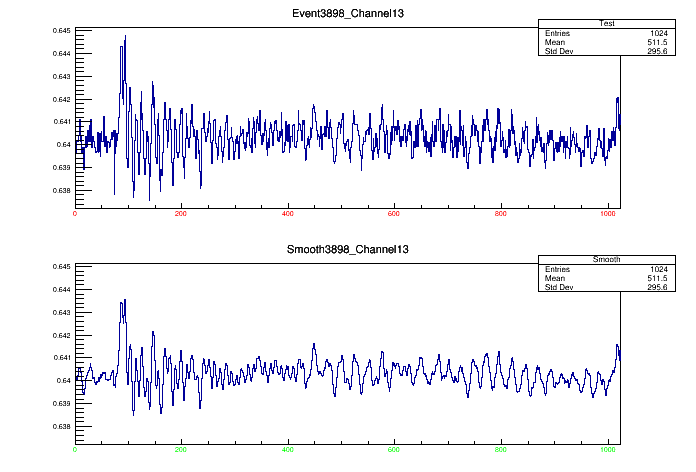 Event3898_Channel13
Test
Entries 1024
Mean 511.5
Std Dev 295.6
0.645
0.644
0.643
0.642
0.641
0.64
0.639
0.638
0 200 400 600 800 1000
Smooth3898_Channel13
Smooth
Entries 1024
Mean 511.5
Std Dev 295.6
0.645
0.644
0.643
0.642
0.641
0.64
0.639
0.638
0 200 400 600 800 1000